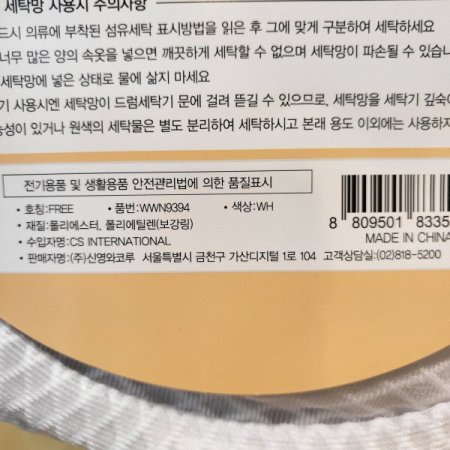 세탁망 사용시 주의사항
드시 의류에 부착된 섬유세탁 표시방법을 읽은 후 그에 맞게 구분하여 세탁하세요
너무 많은 양의 속옷을 넣으면 깨끗하게 세탁할 수 없으며 세탁망이 파손될 수 있습니
세탁망에 넣은 상태로 물에 삶지 마세요
기 사용시엔 세탁망이 드럼세탁기 문에 걸려 뜯길 수 있으므로, 세탁망을 세탁기 깊숙이
능성이 있거나 원색의 세탁물은 별도 분리하여 세탁하시고 본래 용도 이외에는 사용하지
전기용품 및 생활용품 안전관리법에 의한 품질표시
• 호칭:FREE • 품번: WWN9394 • 색상:WH
• 재질:폴리에스터, 폴리에틸렌(보강링)
• 수입자명:CS INTERNATIONAL
• 판매자명:(주)신영와코루 서울특별시 금천구 가산디지털 1로 104 고객상담실:(02)818-5200
8 809501 8335
MADE IN CHINA